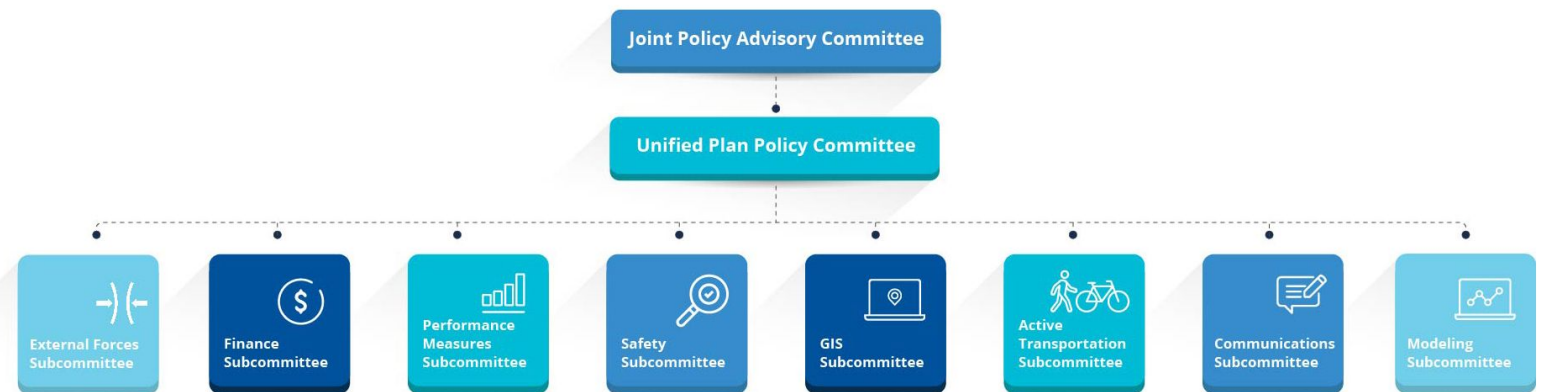 Joint Policy Advisory Committee
Unified Plan Policy Committee
External Forces
Subcommittee
$
Finance
Subcommittee
Performance
Measures
Subcommittee
Safety
Subcommittee
GIS
Subcommittee
Active
Transportation
Subcommittee
Communications
Subcommittee
Modeling
Subcommittee